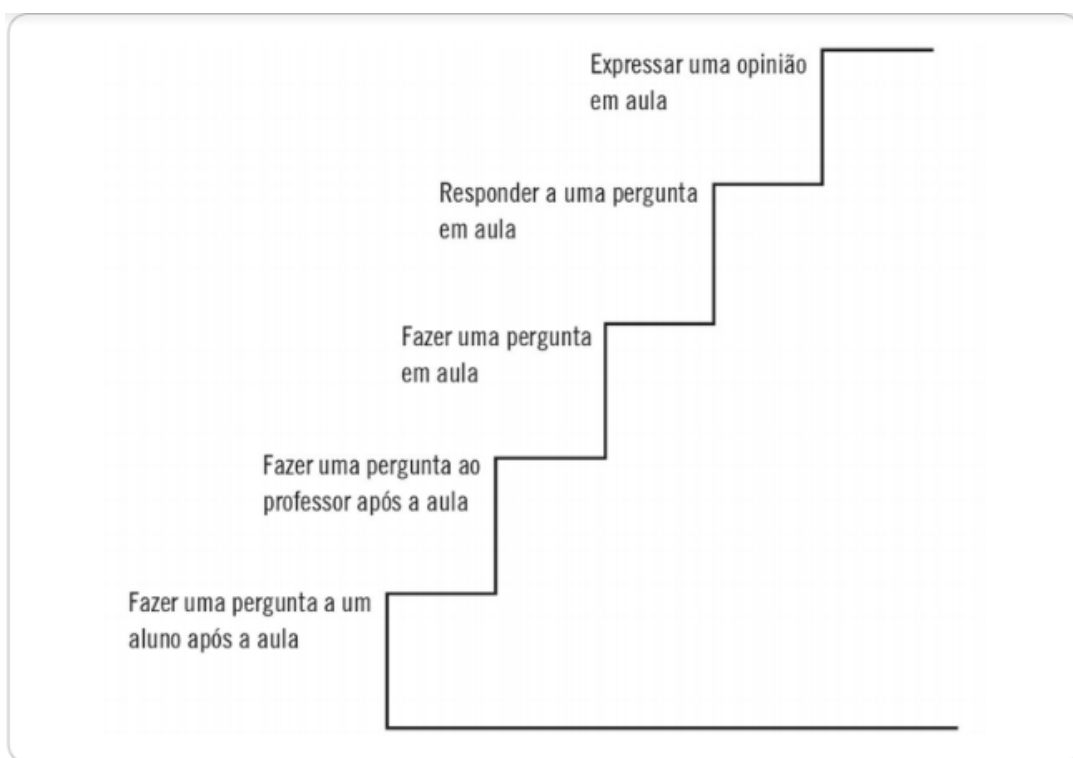 Expressar uma opinião
em aula
Responder a uma pergunta
em aula
Fazer uma pergunta
em aula
Fazer uma pergunta ao
professor após a aula
Fazer uma pergunta a um
aluno após a aula